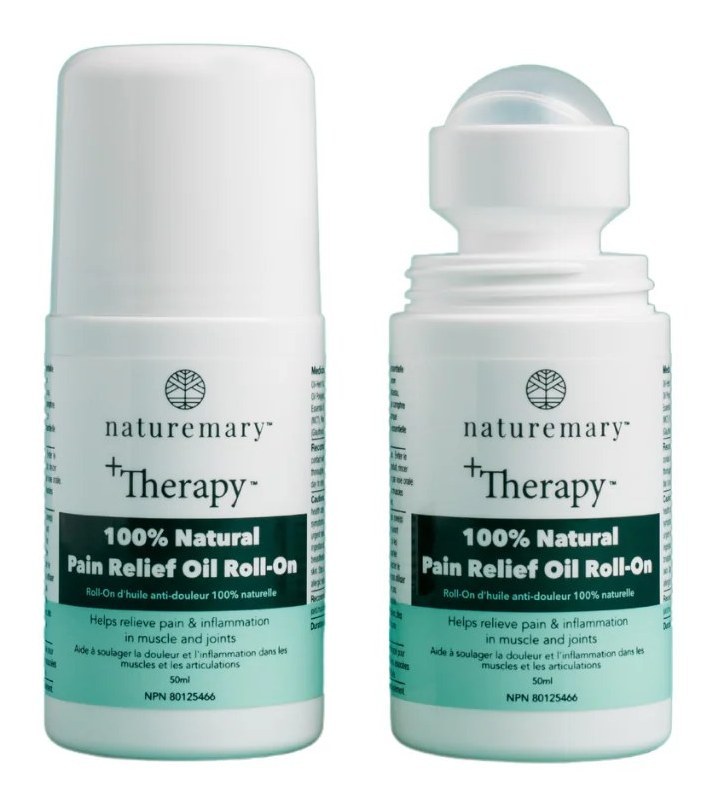 naturemary™
+Therapy™
100% Natural
Pain Relief Oil Roll-On
Roll-On d'huile anti-douleur 100% naturelle
Helps relieve pain & inflammation
in muscle and joints
Aide à soulager la douleur et l'inflammation dans les
muscles et les articulations
50ml
NPN 80125466
naturemary™
+Therapy™
100% Natural
Pain Relief Oil Roll-On
Roll-On d'huile anti-douleur 100% naturelle
Helps relieve pain & inflammation
in muscle and joints
Aide à soulager la douleur et l'inflammation dans les
muscles et les articulations
50ml
NPN 80125466